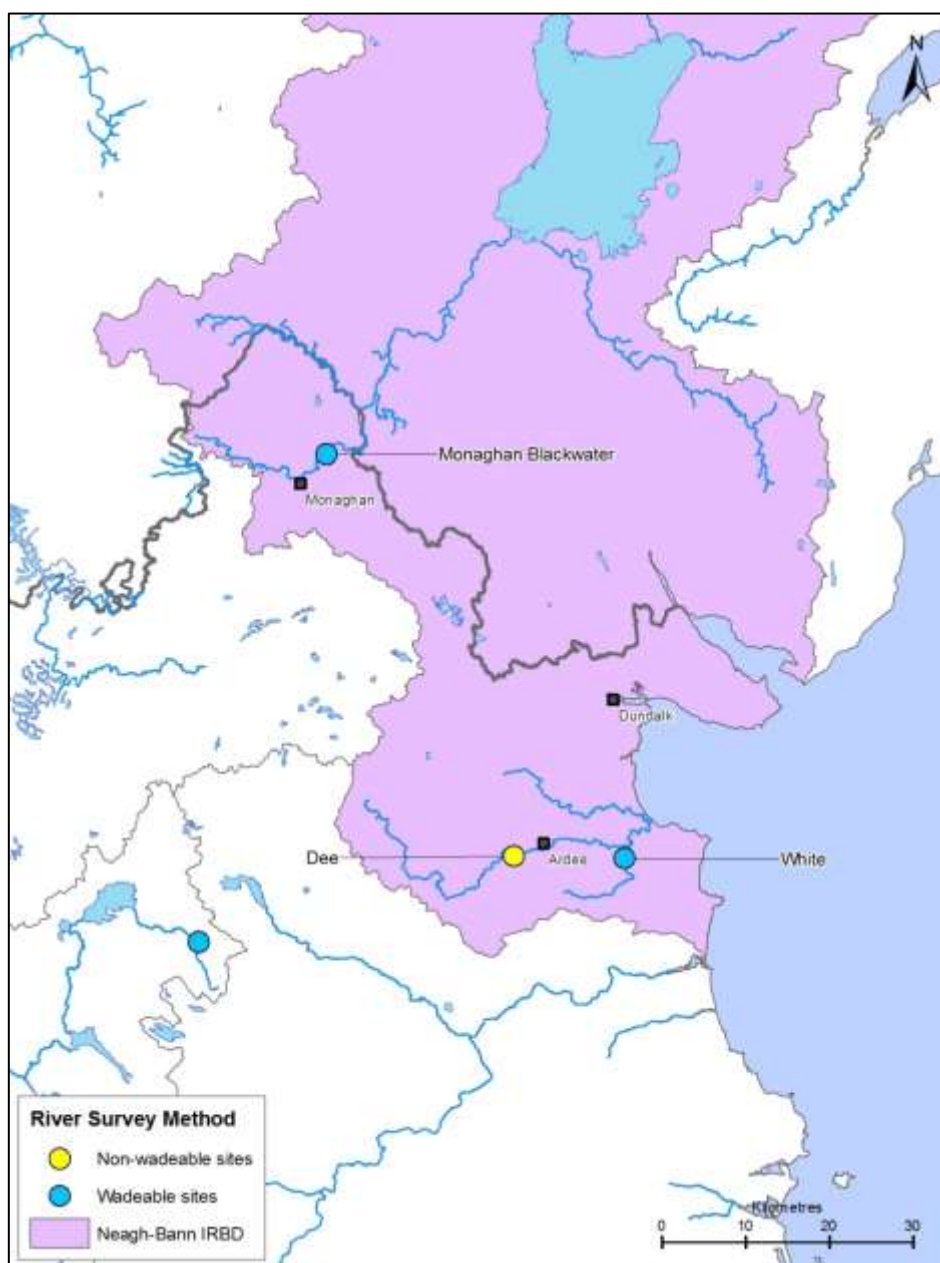 N
Monaghan Blackwater
Monaghan
Dundalk
Dee
Ardee
White
River Survey Method
Non-wadeable sites
Wadeable sites
Neagh-Bann IRBD
Kilometres
0 10 20 30